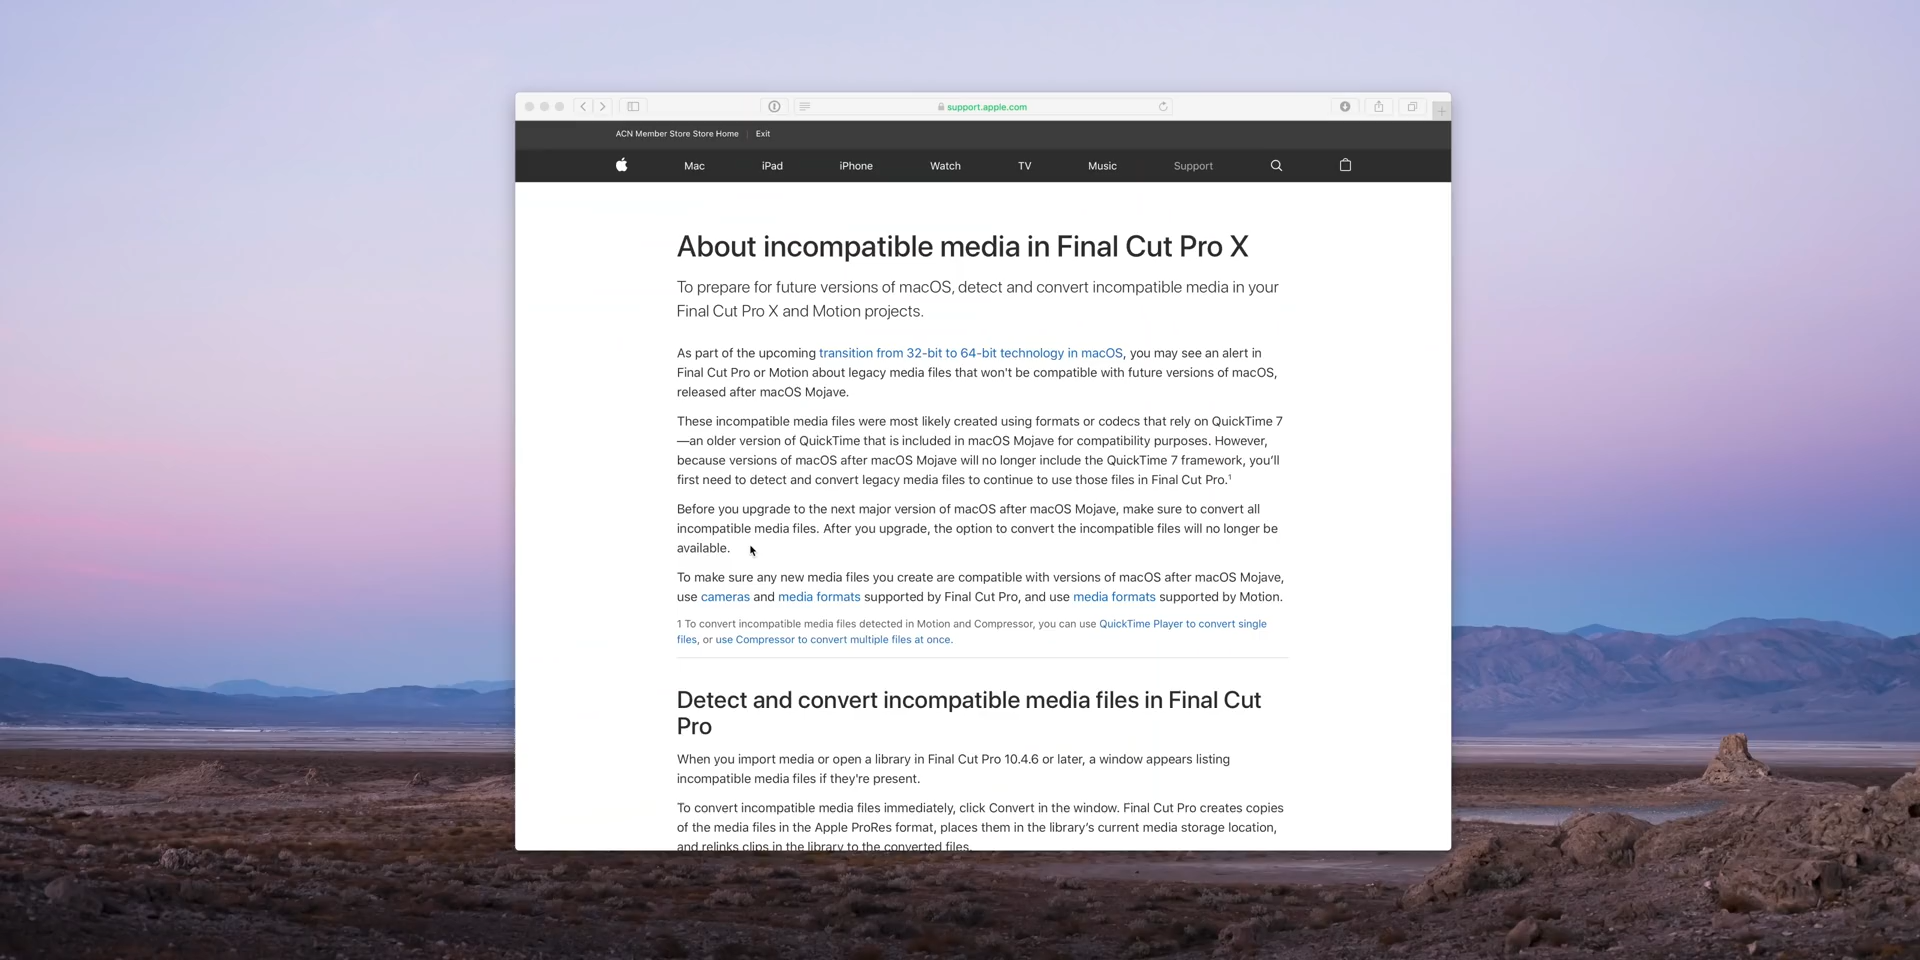 support.apple.com
ACN Member Store Store Home | Exit
Mac iPad iPhone Watch TV Music Support
About incompatible media in Final Cut Pro X
To prepare for future versions of macOS, detect and convert incompatible media in your
Final Cut Pro X and Motion projects.
As part of the upcoming transition from 32-bit to 64-bit technology in macOS, you may see an alert in
Final Cut Pro or Motion about legacy media files that won't be compatible with future versions of macOS,
released after macOS Mojave.
These incompatible media files were most likely created using formats or codecs that rely on QuickTime 7
—an older version of QuickTime that is included in macOS Mojave for compatibility purposes. However,
because versions of macOS after macOS Mojave will no longer include the QuickTime 7 framework, you'll
first need to detect and convert legacy media files to continue to use those files in Final Cut Pro.¹
Before you upgrade to the next major version of macOS after macOS Mojave, make sure to convert all
incompatible media files. After you upgrade, the option to convert the incompatible files will no longer be
available.
To make sure any new media files you create are compatible with versions of macOS after macOS Mojave,
use cameras and media formats supported by Final Cut Pro, and use media formats supported by Motion.
1 To convert incompatible media files detected in Motion and Compressor, you can use QuickTime Player to convert single
files, or use Compressor to convert multiple files at once.
Detect and convert incompatible media files in Final Cut
Pro
When you import media or open a library in Final Cut Pro 10.4.6 or later, a window appears listing
incompatible media files if they're present.
To convert incompatible media files immediately, click Convert in the window. Final Cut Pro creates copies
of the media files in the Apple ProRes format, places them in the library's current media storage location,
and relinks clips in the library to the converted files.